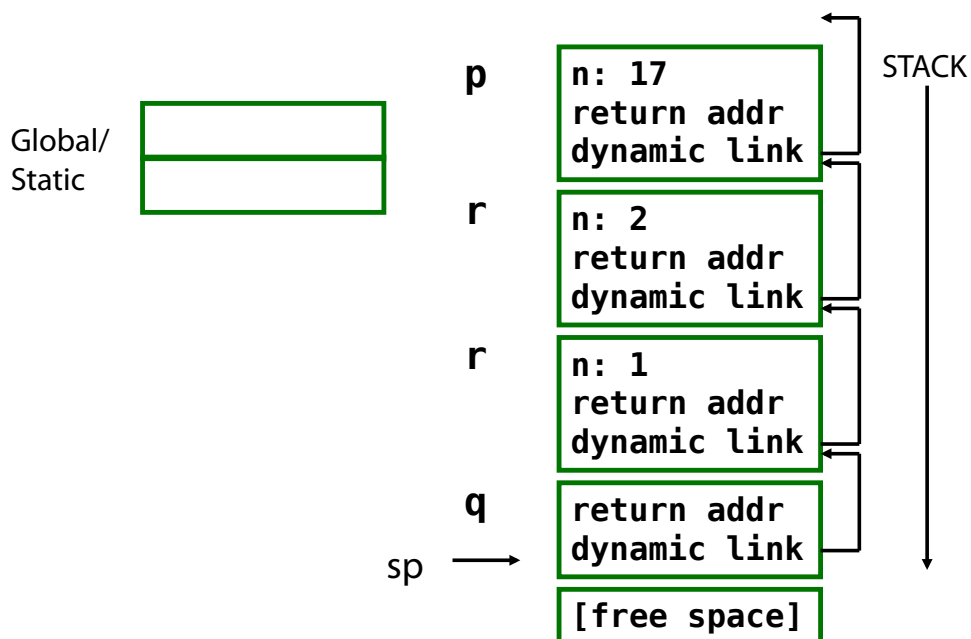 STACK
Global/
Static
p
n: 17
return addr
dynamic link
r
n: 2
return addr
dynamic link
r
n: 1
return addr
dynamic link
q
return addr
dynamic link
sp
[free space]